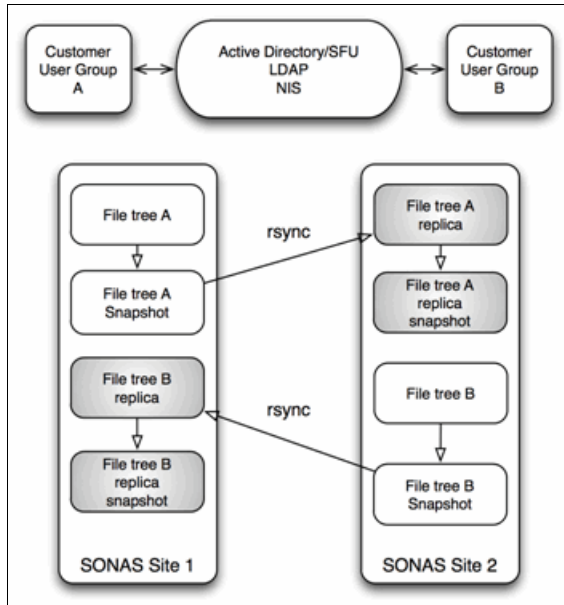 Customer
User Group
A
Active Directory/SFU
LDAP
NIS
Customer
User Group
B
File tree A
File tree A
Snapshot
File tree B
replica
File tree B
replica
snapshot
SONAS Site 1
rsync
rsync
File tree A
replica
File tree A
replica
snapshot
File tree B
File tree B
Snapshot
SONAS Site 2